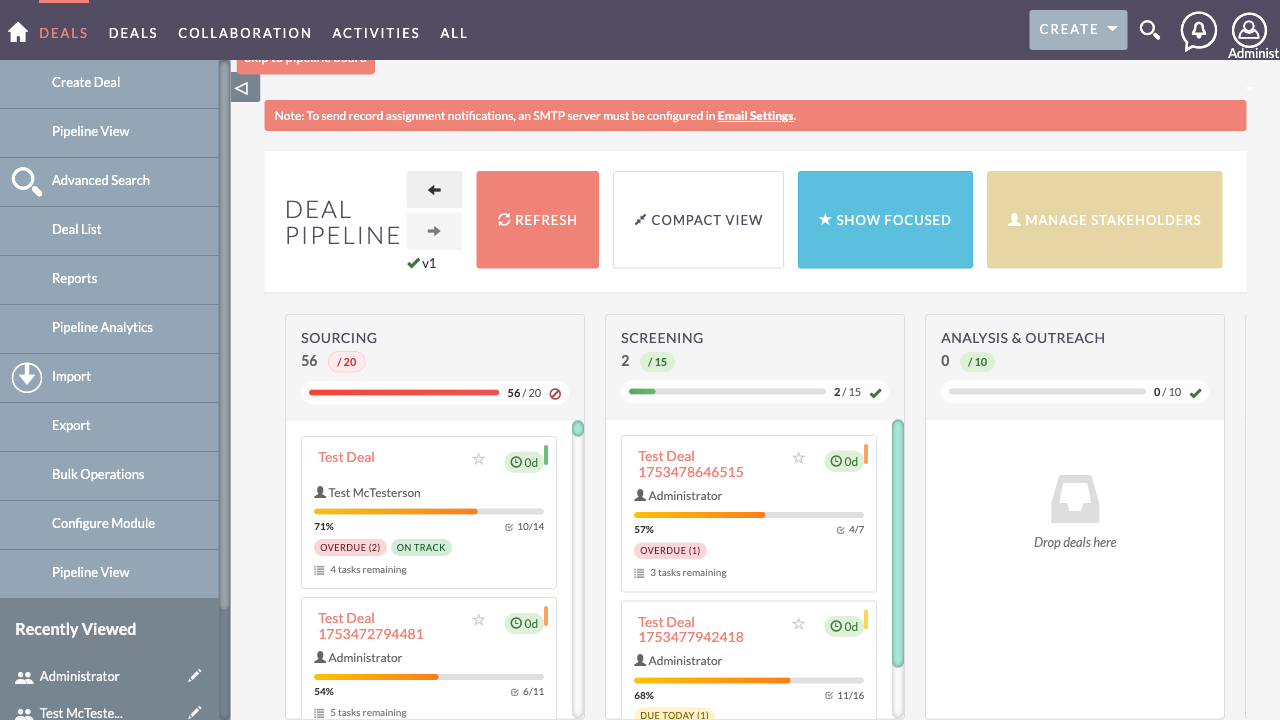 DEALS DEALS COLLABORATION ACTIVITIES ALL CREATE
Administ
Create Deal
Pipeline View
Advanced Search
Deal List
Reports
Pipeline Analytics
Import
Export
Bulk Operations
Configure Module
Pipeline View
Recently Viewed
Administrator
Test McTeste...
Skip to pipeline board
Note: To send record assignment notifications, an SMTP server must be configured in Email Settings.
DEAL
PIPELINE
v1
REFRESH
COMPACT VIEW
SHOW FOCUSED
MANAGE STAKEHOLDERS
SOURCING
56 / 20
56 / 20
Test Deal
0d
Test McTesterson
71% 10/14
OVERDUE (2) ON TRACK
4 tasks remaining
Test Deal
1753472794481
0d
Administrator
54% 6/11
5 tasks remaining
SCREENING
2 / 15
2 / 15
Test Deal
1753478646515
0d
Administrator
57% 4/7
OVERDUE (1)
3 tasks remaining
Test Deal
1753477942418
0d
Administrator
68% 11/16
DUE TODAY (1)
ANALYSIS & OUTREACH
0 / 10
0 / 10
Drop deals here